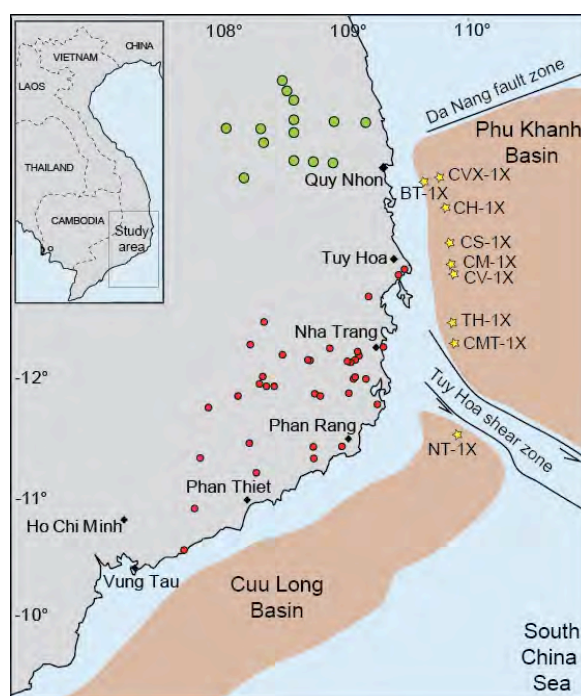 108°
109°
110°
VIETNAM
CHINA
LAOS
THAILAND
CAMBODIA
Study
area
Da Nang fault zone
Phu Khanh
Basin
Quy Nhon
CVX-1X
BT-1X
CH-1X
CS-1X
CM-1X
CV-1X
Tuy Hoa
TH-1X
CMT-1X
Nha Trang
-12°
Tuy Hoa
shear zone
Phan Rang
NT-1X
-11°
Phan Thiet
Ho Chi Minh
Vung Tau
-10°
Cuu Long
Basin
South
China
Sea